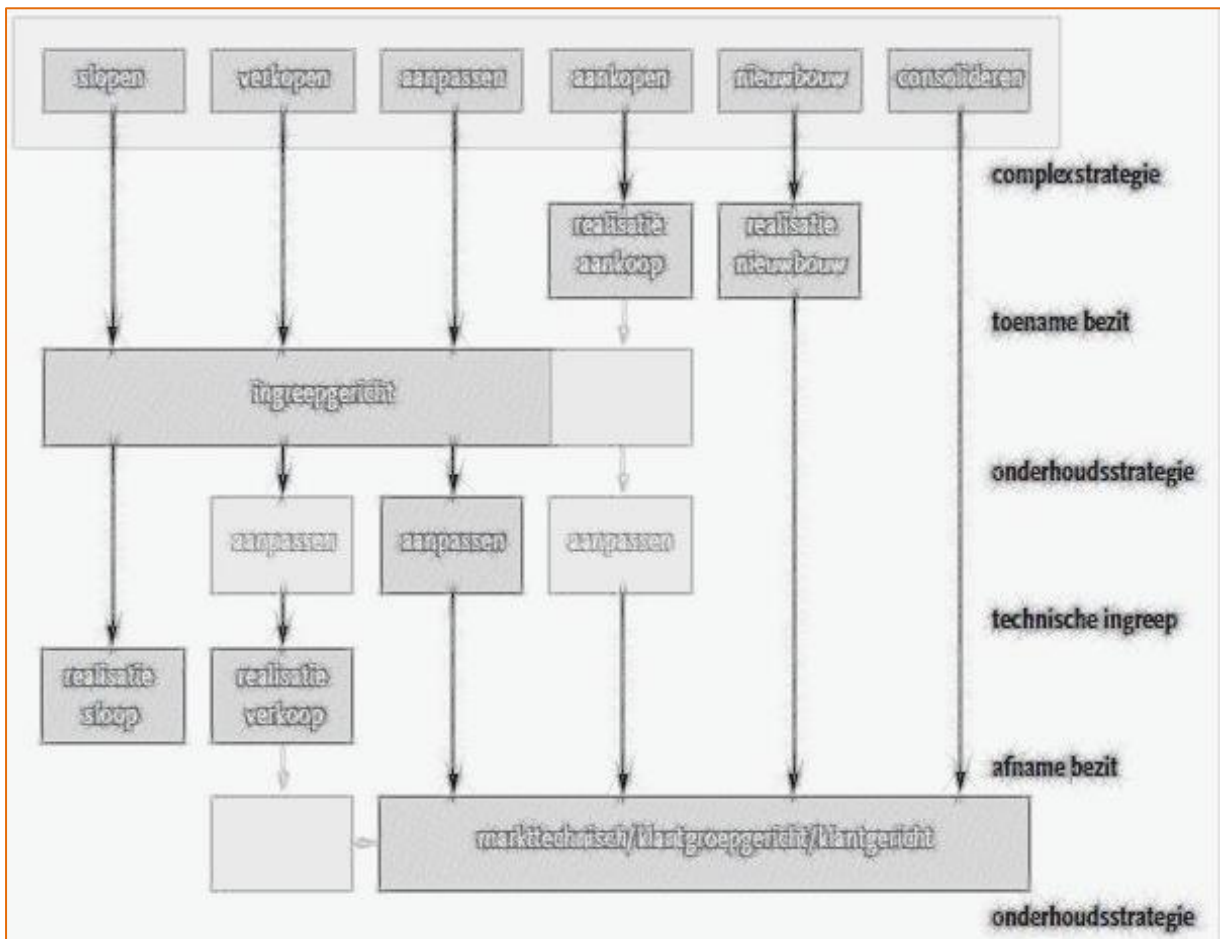 slopen
verkopen
aanpassen
aankopen
nieuwbouw
consolideren
complexstrategie
realisatie
aankoop
realisatie
nieuwbouw
toename bezit
ingreepgericht
onderhoudsstrategie
aanpassen
aanpassen
aanpassen
technische ingreep
realisatie
sloop
realisatie
verkoop
afname bezit
markttechnisch/klantgroepgericht/klantgericht
onderhoudsstrategie